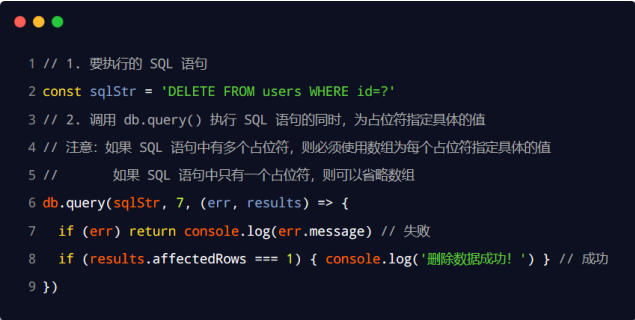 1 // 1. 要执行的 SQL 语句
2 const sqlStr = 'DELETE FROM users WHERE id=?'
3 // 2. 调用 db.query() 执行 SQL 语句的同时，为占位符指定具体的值
4 // 注意：如果 SQL 语句中有多个占位符，则必须使用数组为每个占位符指定具体的值
5 //       如果 SQL 语句中只有一个占位符，则可以省略数组
6 db.query(sqlStr, 7, (err, results) => {
7   if (err) return console.log(err.message) // 失败
8   if (results.affectedRows === 1) { console.log('删除数据成功！') } // 成功
9 })